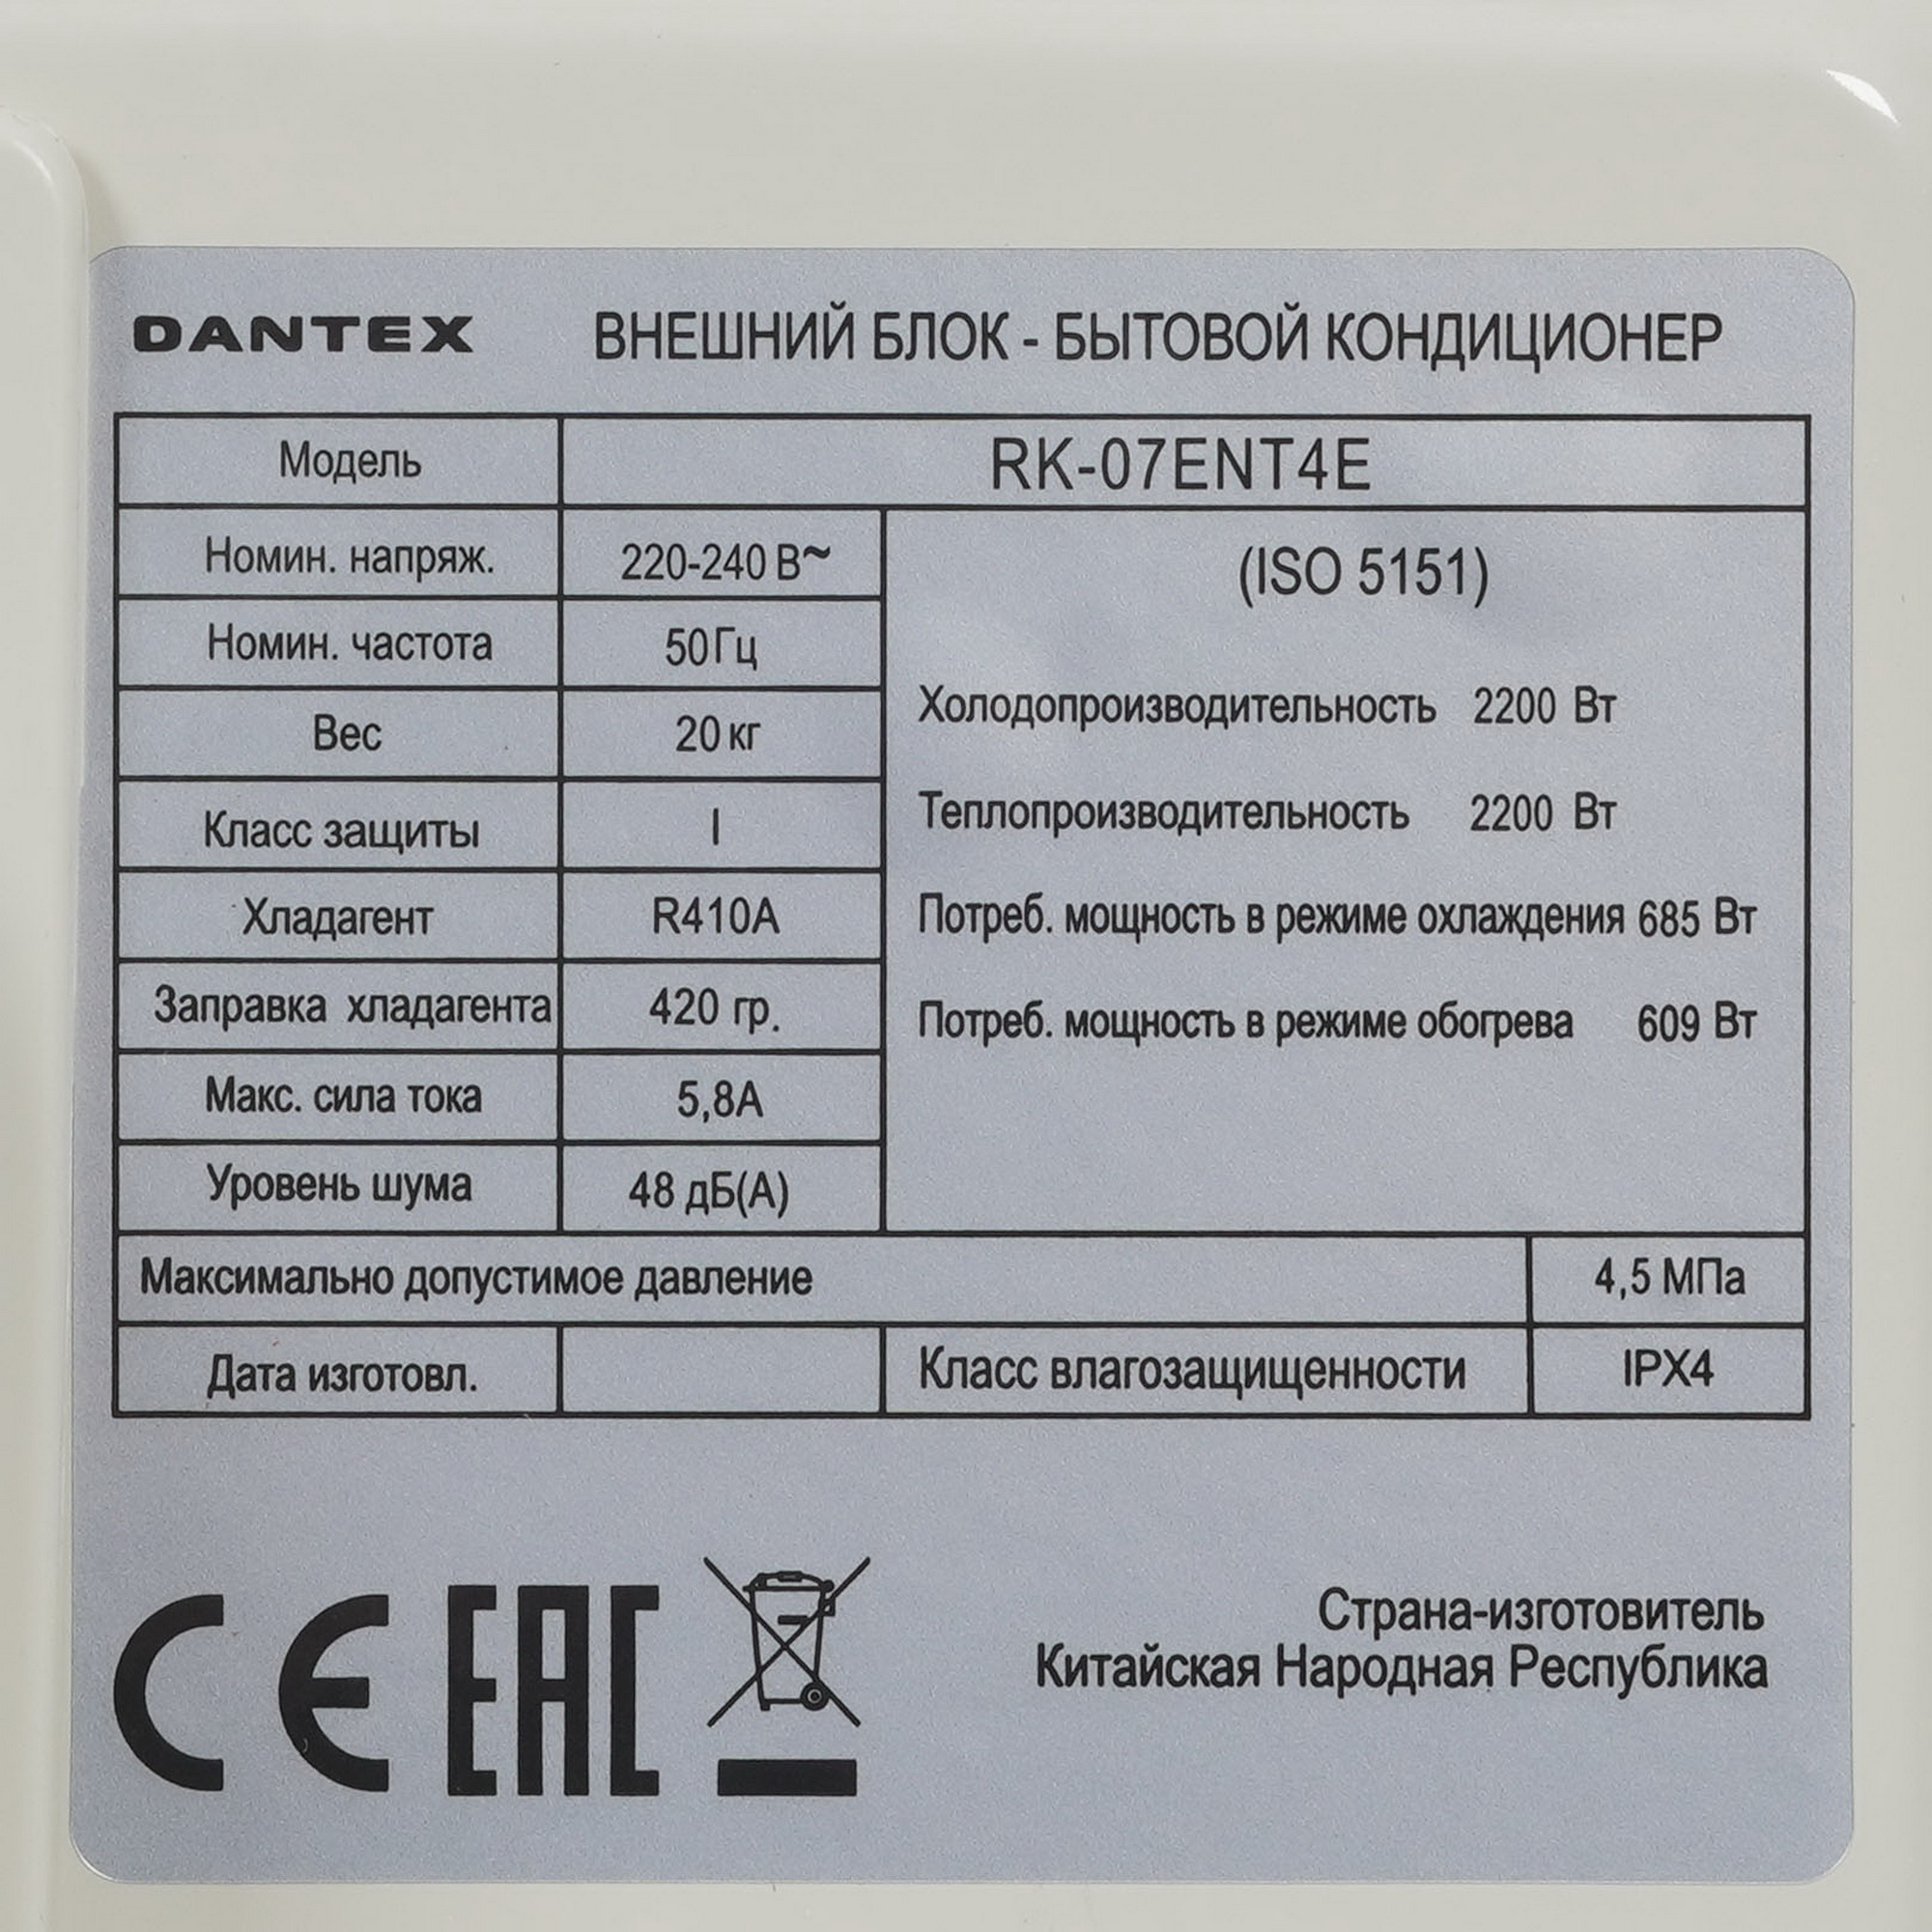 DANTEX ВНЕШНИЙ БЛОК - БЫТОВОЙ КОНДИЦИОНЕР
Модель RK-07ENT4E
Номин. напряж. 220-240 В~
Номин. частота 50Гц
Вес 20 кг
Класс защиты I
Хладагент R410A
Заправка хладагента 420 гр.
Макс. сила тока 5,8А
Уровень шума 48 дБ(А)
(ISO 5151)
Холодопроизводительность 2200 Вт
Теплопроизводительность 2200 Вт
Потреб. мощность в режиме охлаждения 685 Вт
Потреб. мощность в режиме обогрева 609 Вт
Максимально допустимое давление 4,5 МПа
Дата изготовл. Класс влагозащищенности IPX4
CE EAC
Страна-изготовитель
Китайская Народная Республика